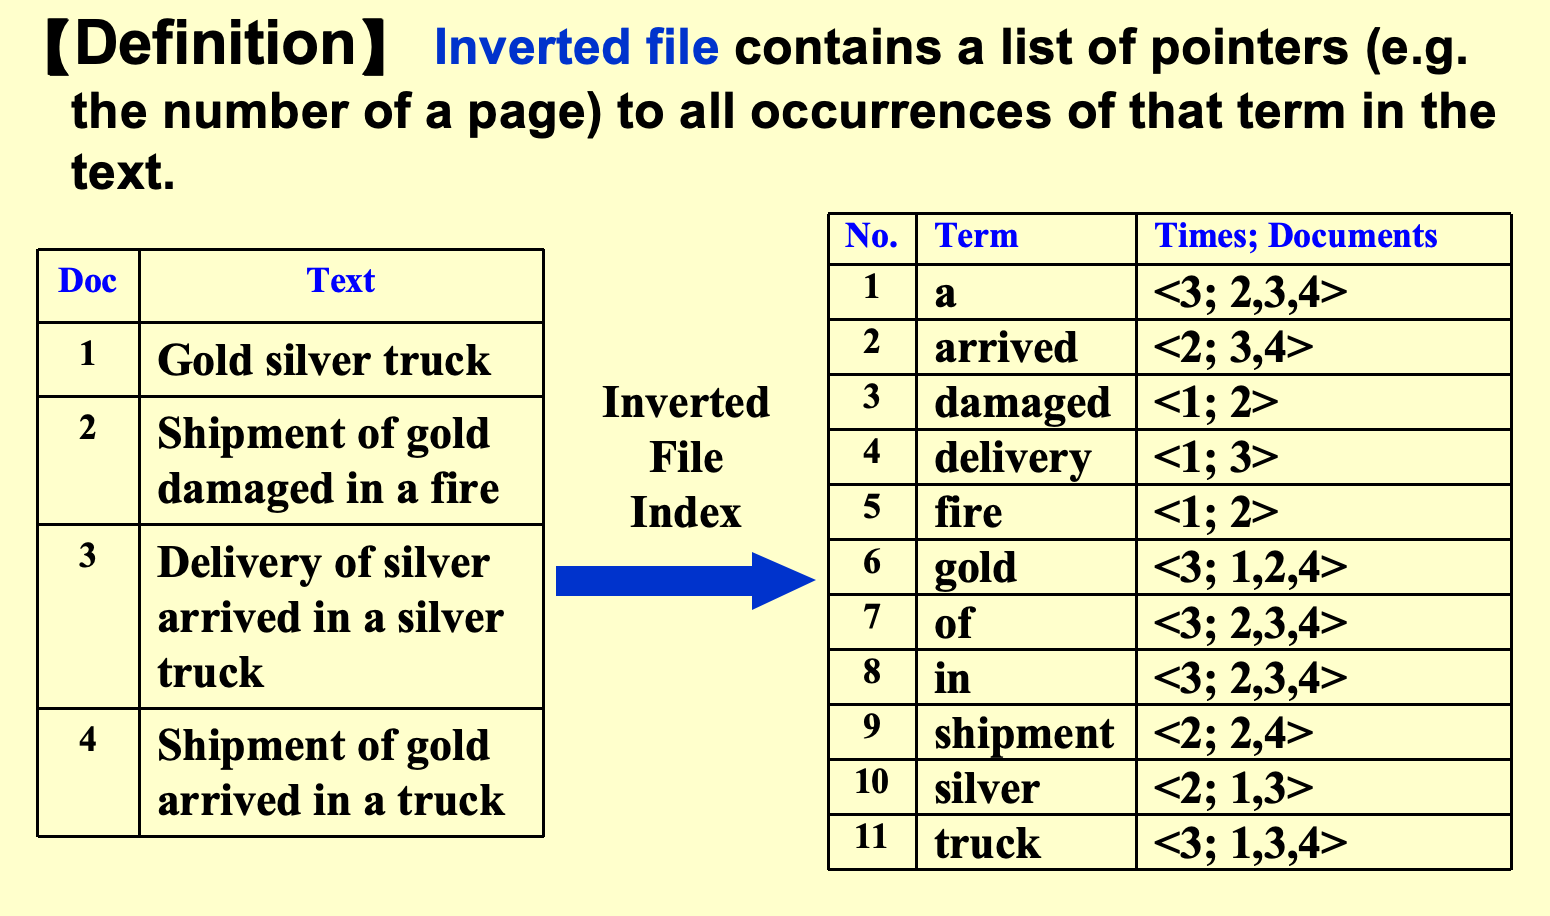 【Definition】 Inverted file contains a list of pointers (e.g.
the number of a page) to all occurrences of that term in the
text.
Doc Text
1 Gold silver truck
2 Shipment of gold
damaged in a fire
3 Delivery of silver
arrived in a silver
truck
4 Shipment of gold
arrived in a truck
Inverted
File
Index
No. Term Times; Documents
1 a <3; 2,3,4>
2 arrived <2; 3,4>
3 damaged <1; 2>
4 delivery <1; 3>
5 fire <1; 2>
6 gold <3; 1,2,4>
7 of <3; 2,3,4>
8 in <3; 2,3,4>
9 shipment <2; 2,4>
10 silver <2; 1,3>
11 truck <3; 1,3,4>